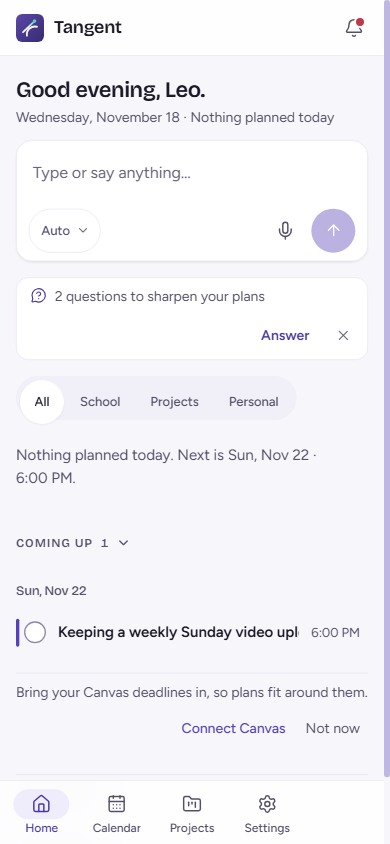 Tangent
Good evening, Leo.
Wednesday, November 18 · Nothing planned today
Type or say anything...
Auto
2 questions to sharpen your plans
Answer
All School Projects Personal
Nothing planned today. Next is Sun, Nov 22 ·
6:00 PM.
COMING UP 1
Sun, Nov 22
Keeping a weekly Sunday video upl 6:00 PM
Bring your Canvas deadlines in, so plans fit around them.
Connect Canvas Not now
Home Calendar Projects Settings